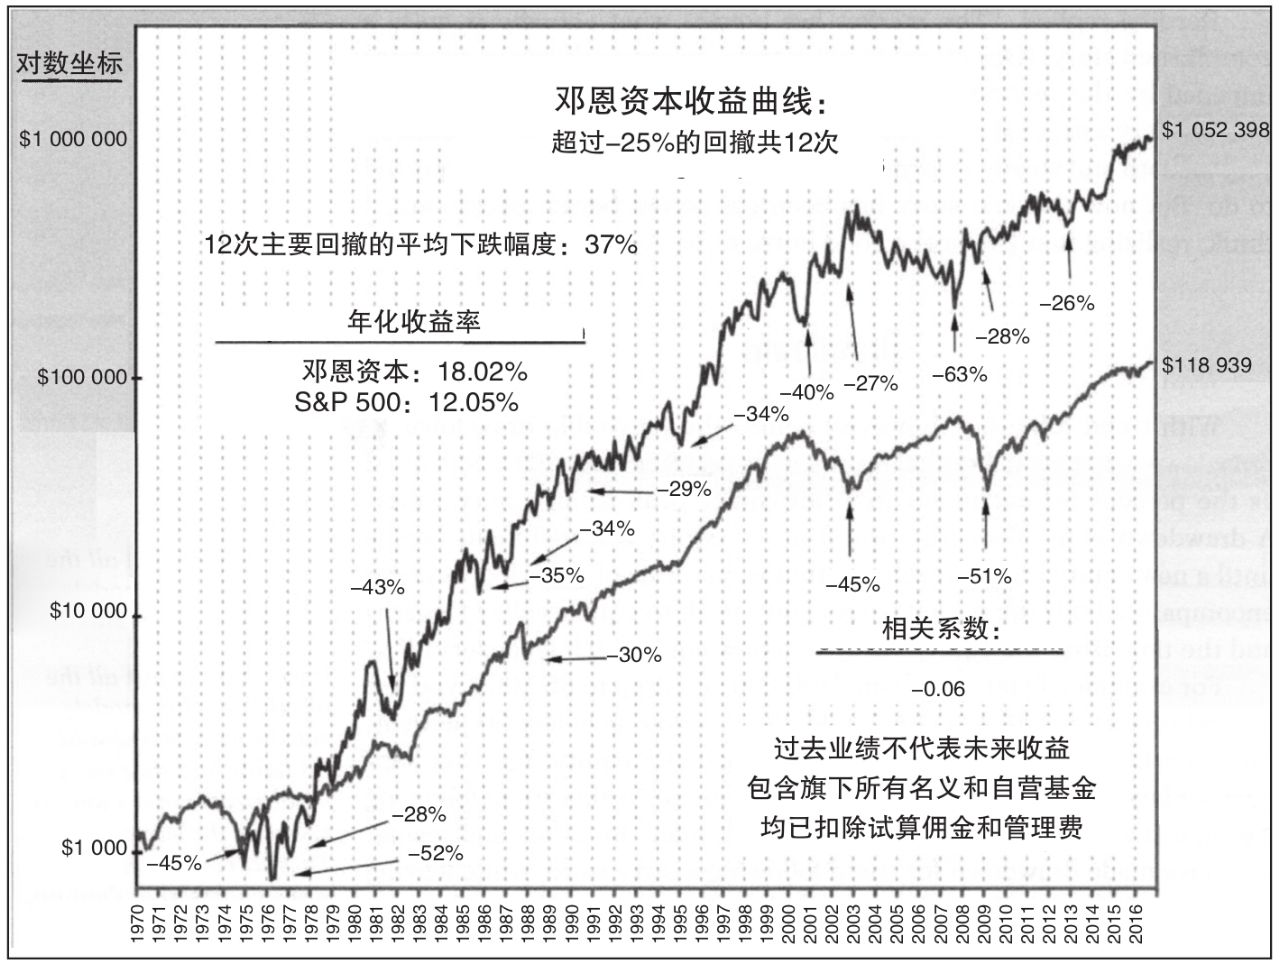 对数坐标
$1 000 000
$100 000
$10 000
$1 000
邓恩资本收益曲线：
超过–25%的回撤共12次
12次主要回撤的平均下跌幅度：37%
年化收益率
邓恩资本：18.02%
S&P 500：12.05%
$1 052 398
$118 939
–45%
–52%
–28%
–43%
–35%
–34%
–29%
–34%
–40%
–27%
–63%
–28%
–26%
–30%
–45%
–51%
相关系数：
–0.06
过去业绩不代表未来收益
包含旗下所有名义和自营基金
均已扣除试算佣金和管理费
1970 1971 1972 1973 1974 1975 1976 1977 1978 1979 1980 1981 1982 1983 1984 1985 1986 1987 1988 1989 1990 1991 1992 1993 1994 1995 1996 1997 1998 1999 2000 2001 2002 2003 2004 2005 2006 2007 2008 2009 2010 2011 2012 2013 2014 2015 2016